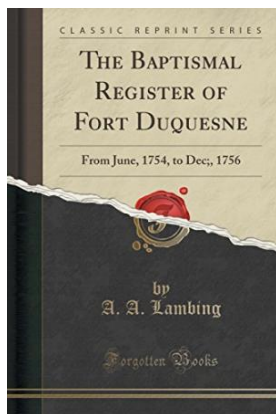 CLASSIC REPRINT SERIES
THE BAPTISMAL
REGISTER OF
FORT DUQUESNE
From June, 1754, to Dec;, 1756
by
A. A. Lambing
Forgotten Books